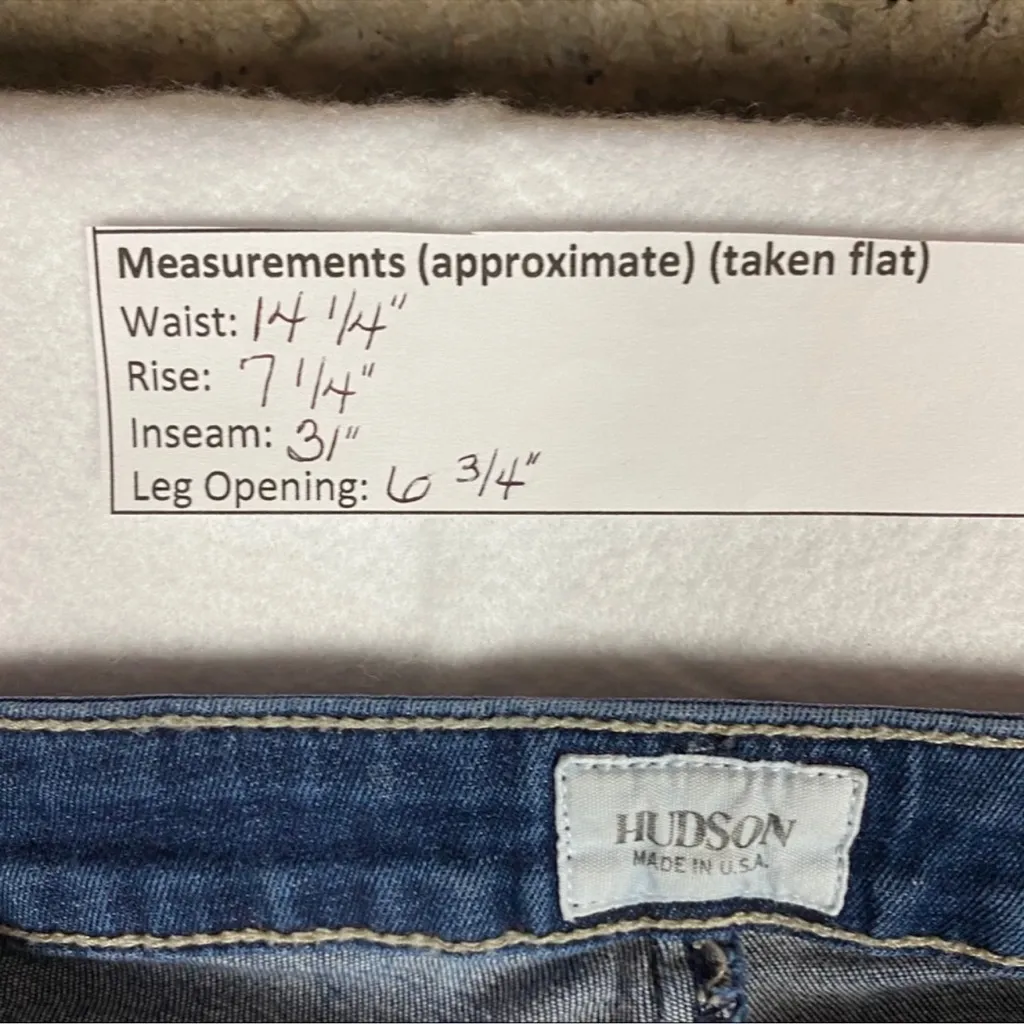 Measurements (approximate) (taken flat)
Waist: 14 1/4"
Rise: 7 1/4"
Inseam: 31"
Leg Opening: 6 3/4"
HUDSON
MADE IN U.S.A.